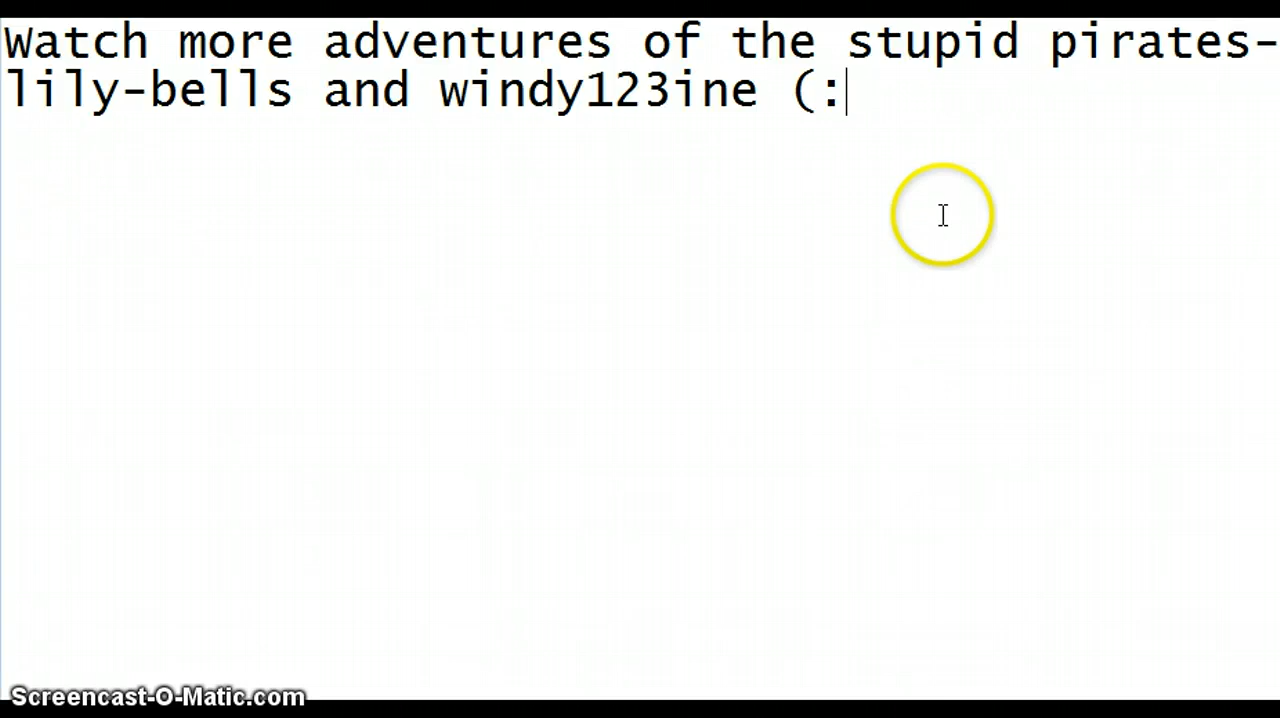 Watch more adventures of the stupid pirates-
lily-bells and windy123ine (:
Screencast-O-Matic.com